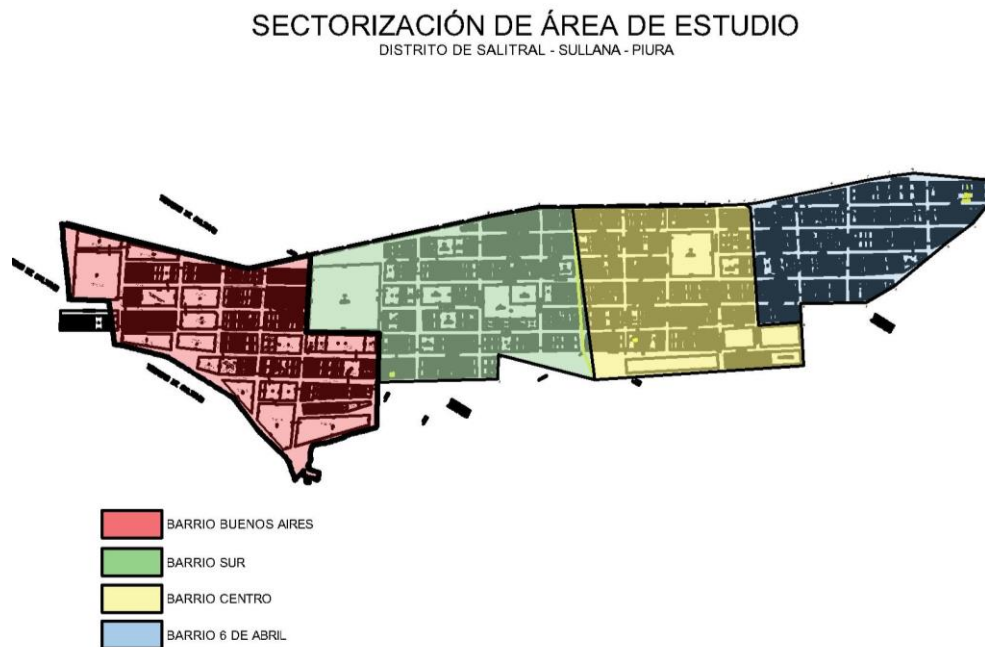 SECTORIZACIÓN DE ÁREA DE ESTUDIO
DISTRITO DE SALITRAL - SULLANA - PIURA
BARRIO BUENOS AIRES
BARRIO SUR
BARRIO CENTRO
BARRIO 6 DE ABRIL